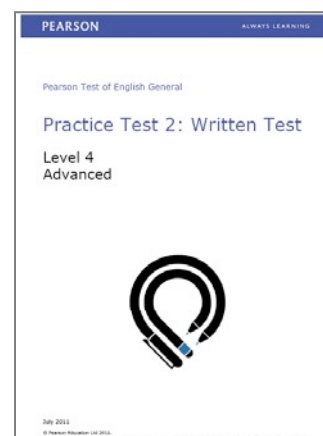 PEARSON
ALWAYS LEARNING
Pearson Test of English General
Practice Test 2: Written Test
Level 4
Advanced
July 2011
© Pearson Education Ltd 2011.